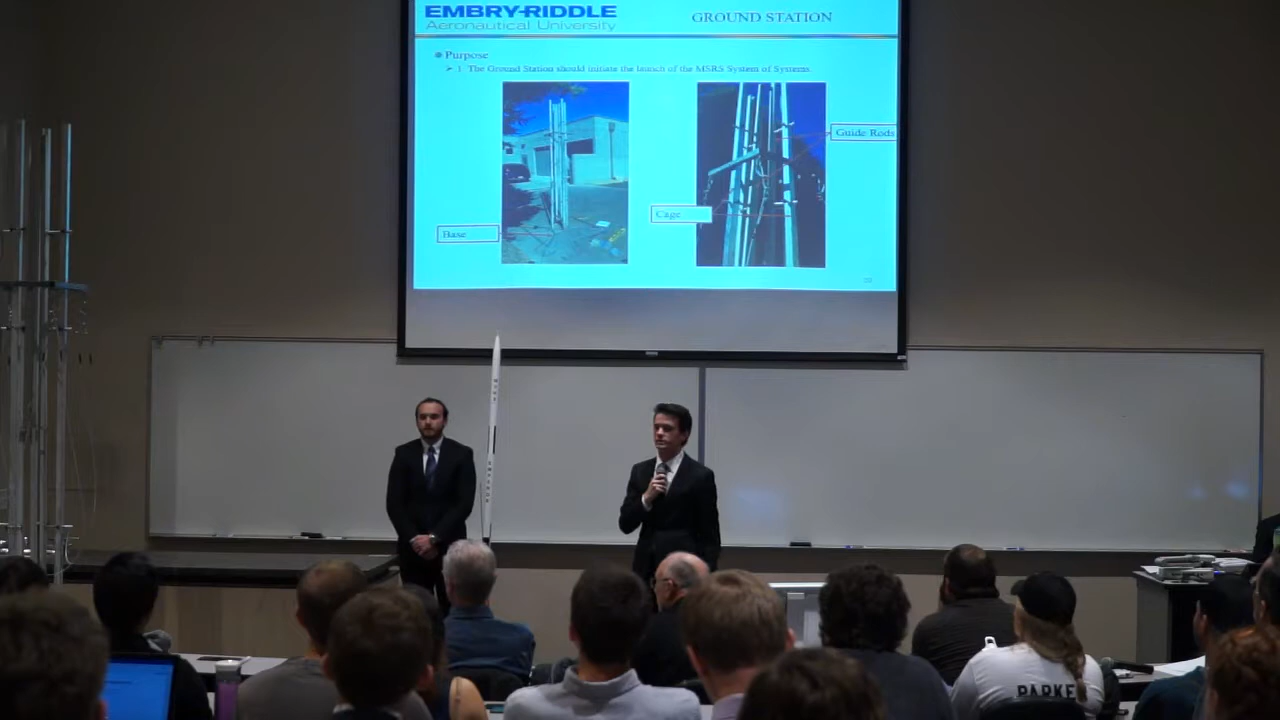 EMBRY-RIDDLE
Aeronautical University
GROUND STATION
Purpose
1 The Ground Station should initiate the launch of the MSRS System of Systems.
Guide Rods
Cage
Base
PARKE